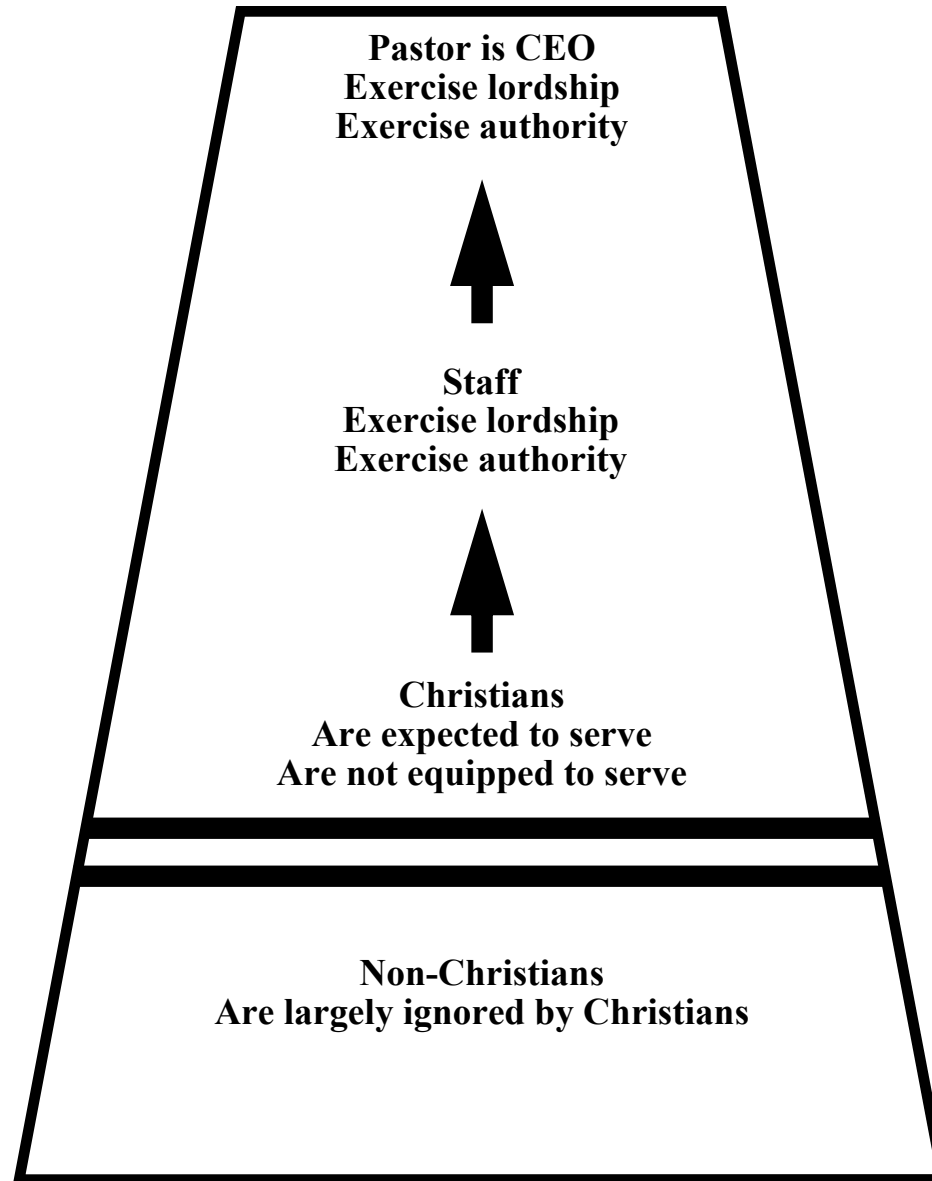 Pastor is CEO
Exercise lordship
Exercise authority
Staff
Exercise lordship
Exercise authority
Christians
Are expected to serve
Are not equipped to serve
Non-Christians
Are largely ignored by Christians